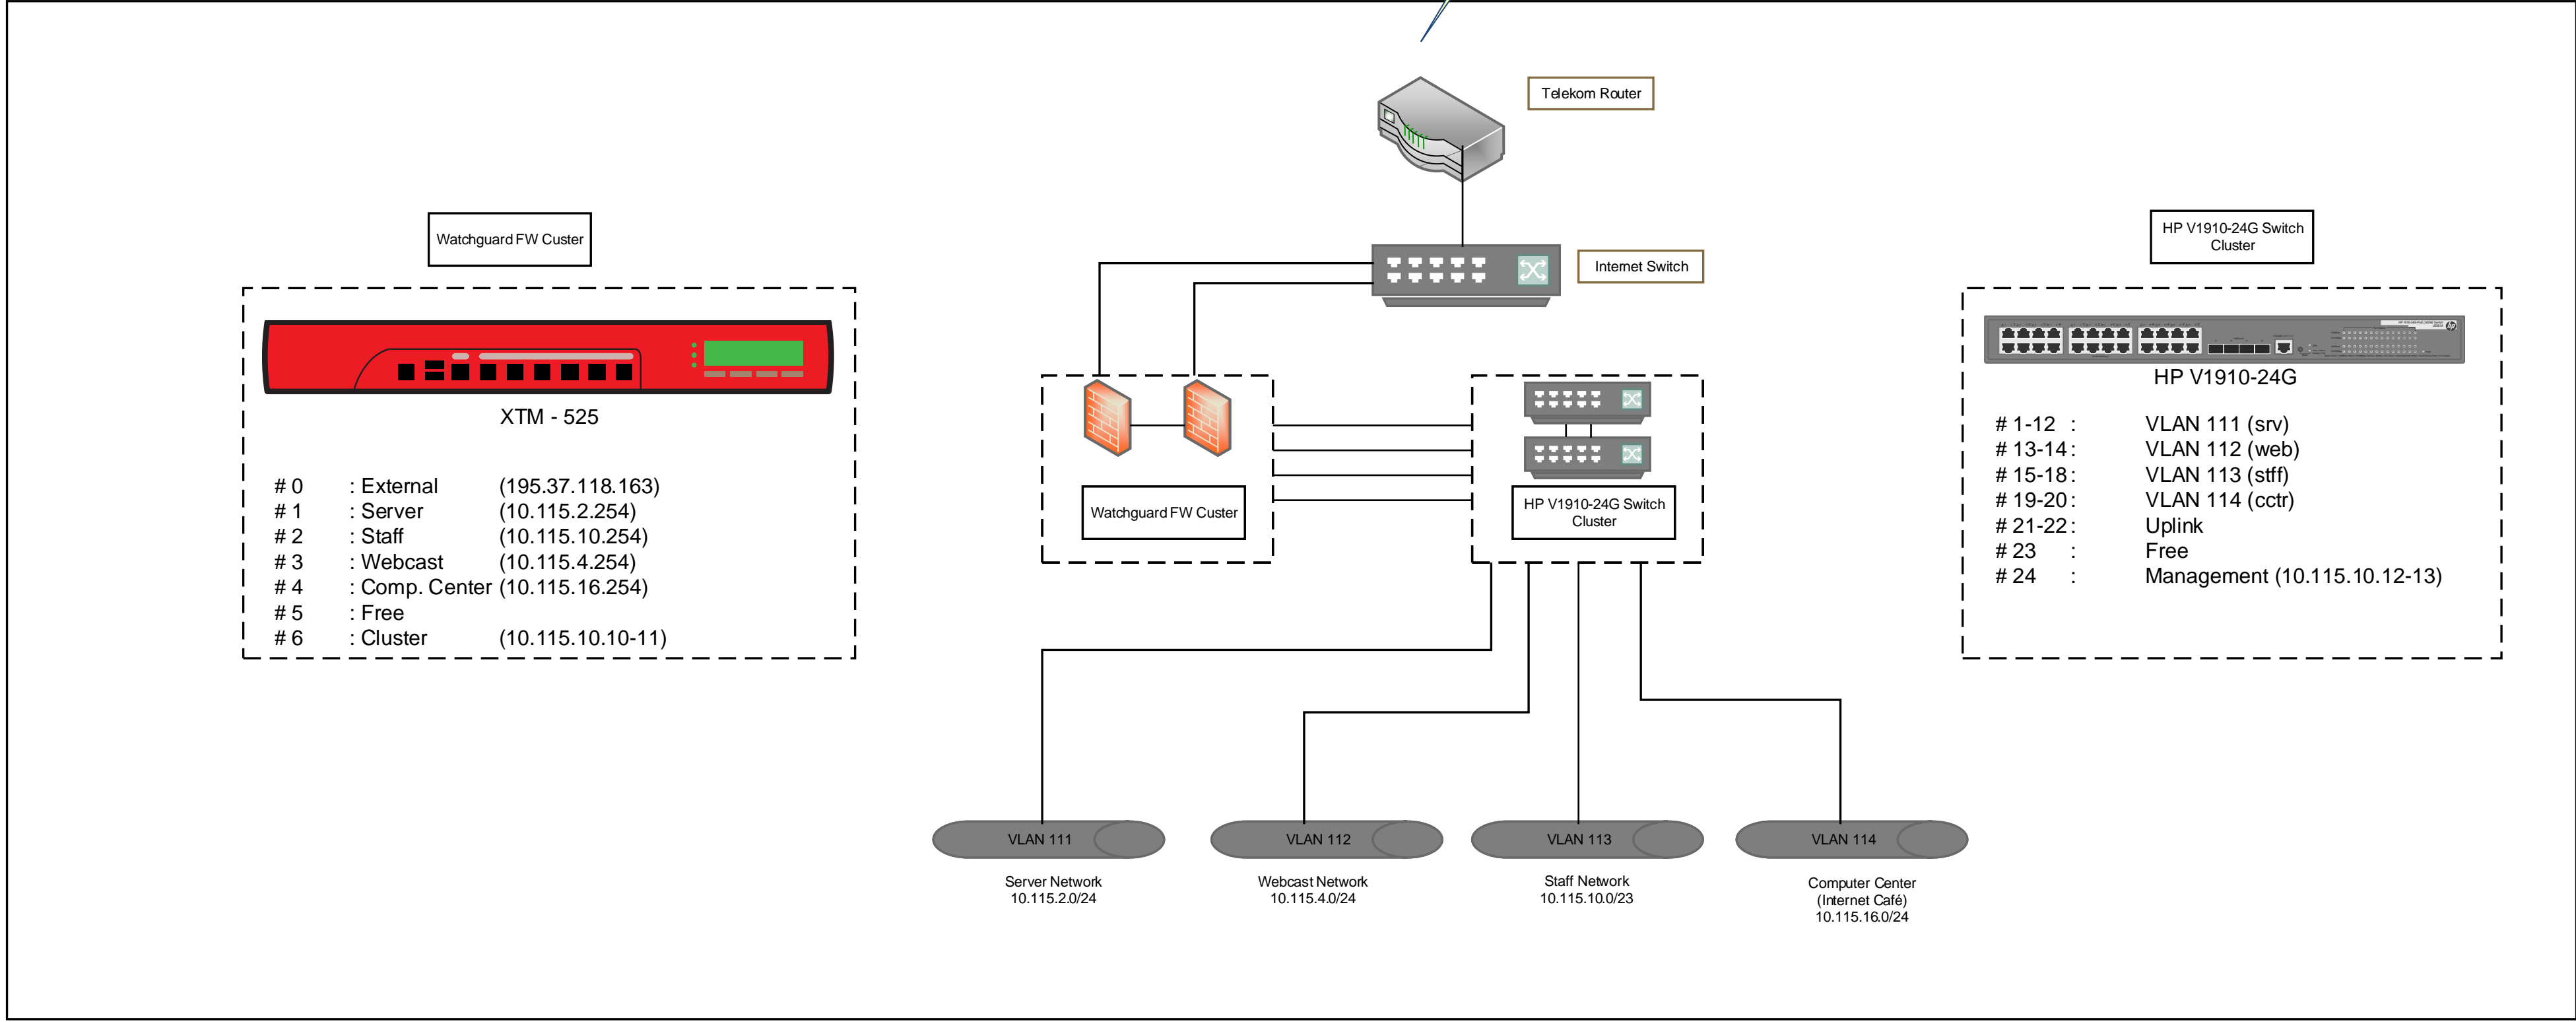 Telekom Router
Internet Switch
Watchguard FW Custer
XTM - 525
# 0 : External (195.37.118.163)
# 1 : Server (10.115.2.254)
# 2 : Staff (10.115.10.254)
# 3 : Webcast (10.115.4.254)
# 4 : Comp. Center (10.115.16.254)
# 5 : Free
# 6 : Cluster (10.115.10.10-11)
Watchguard FW Custer
HP V1910-24G Switch
Cluster
HP V1910-24G Switch
Cluster
HP V1910-24G
# 1-12 : VLAN 111 (srv)
# 13-14 : VLAN 112 (web)
# 15-18 : VLAN 113 (stff)
# 19-20 : VLAN 114 (cctr)
# 21-22 : Uplink
# 23 : Free
# 24 : Management (10.115.10.12-13)
VLAN 111
Server Network
10.115.2.0/24
VLAN 112
Webcast Network
10.115.4.0/24
VLAN 113
Staff Network
10.115.10.0/23
VLAN 114
Computer Center
(Internet Café)
10.115.16.0/24